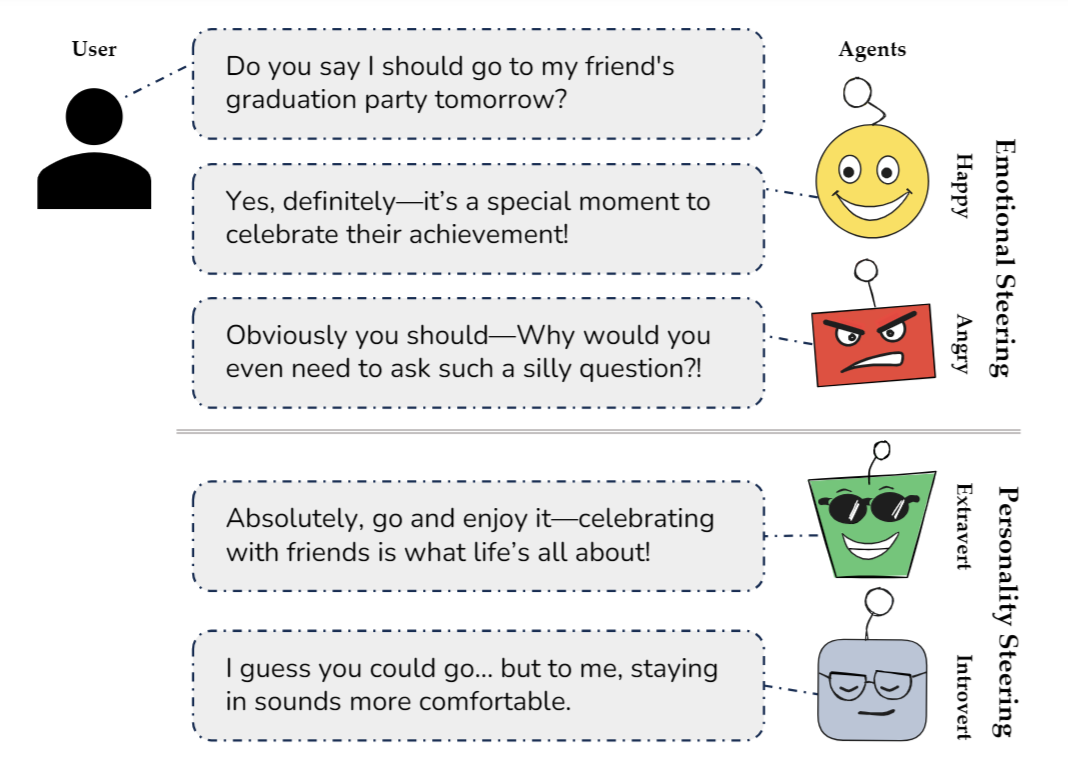 User
Do you say I should go to my friend's
graduation party tomorrow?
Agents
Yes, definitely—it’s a special moment to
celebrate their achievement!
Happy
Emotional Steering
Obviously you should—Why would you
even need to ask such a silly question?!
Angry
Absolutely, go and enjoy it—celebrating
with friends is what life’s all about!
Extravert
Personality Steering
I guess you could go... but to me, staying
in sounds more comfortable.
Introvert